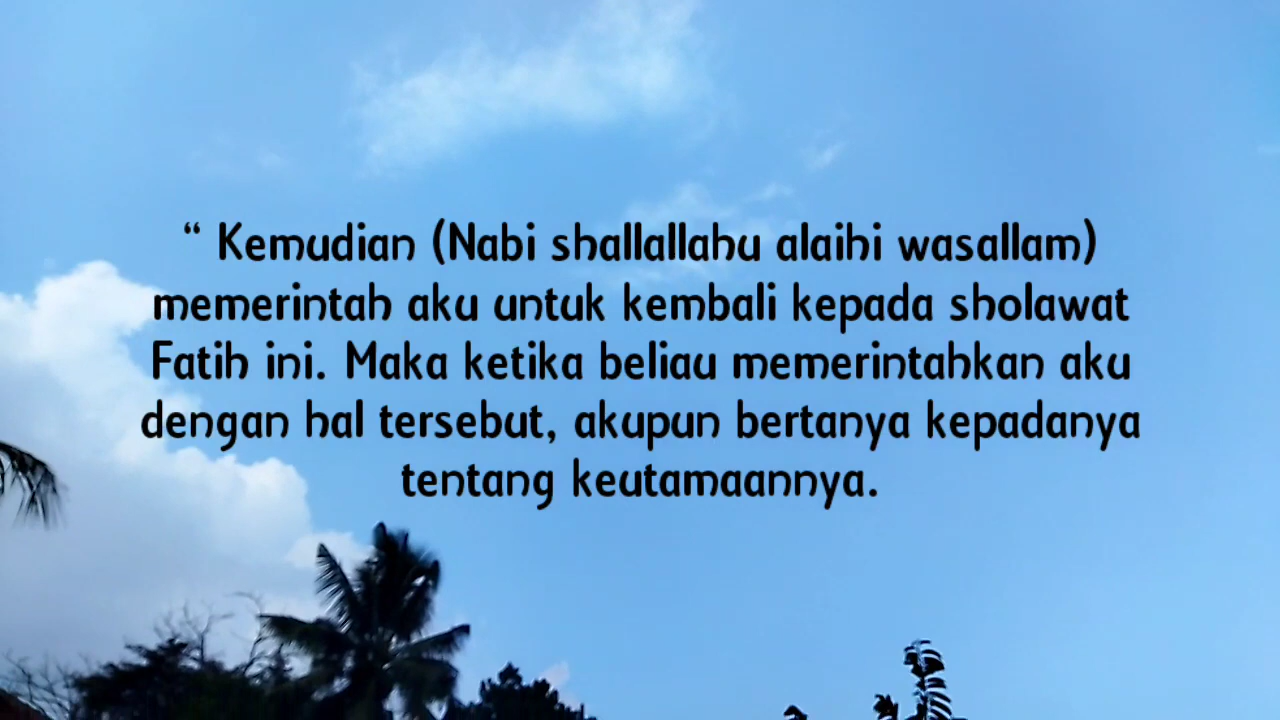 “ Kemudian (Nabi shallallahu alaihi wasallam)
memerintah aku untuk kembali kepada sholawat
Fatih ini. Maka ketika beliau memerintahkan aku
dengan hal tersebut, akupun bertanya kepadanya
tentang keutamaannya.